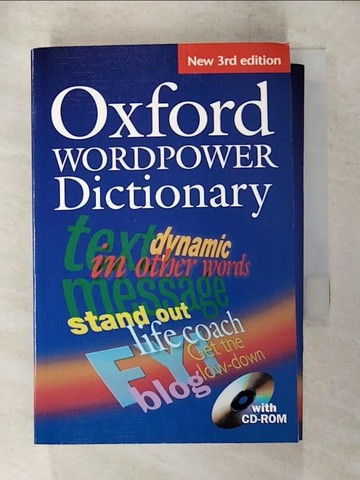 New 3rd edition
Oxford
WORDPOWER
Dictionary
text
dynamic
in other words
message
stand out
life coach
FYI
Get the
low-down
blog
with
CD-ROM